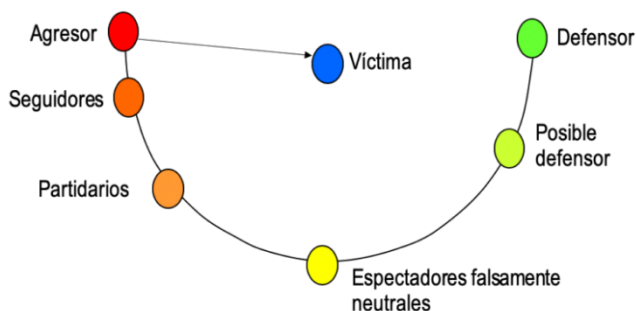 Agresor
Defensor
Víctima
Seguidores
Posible
defensor
Partidarios
Espectadores falsamente
neutrales